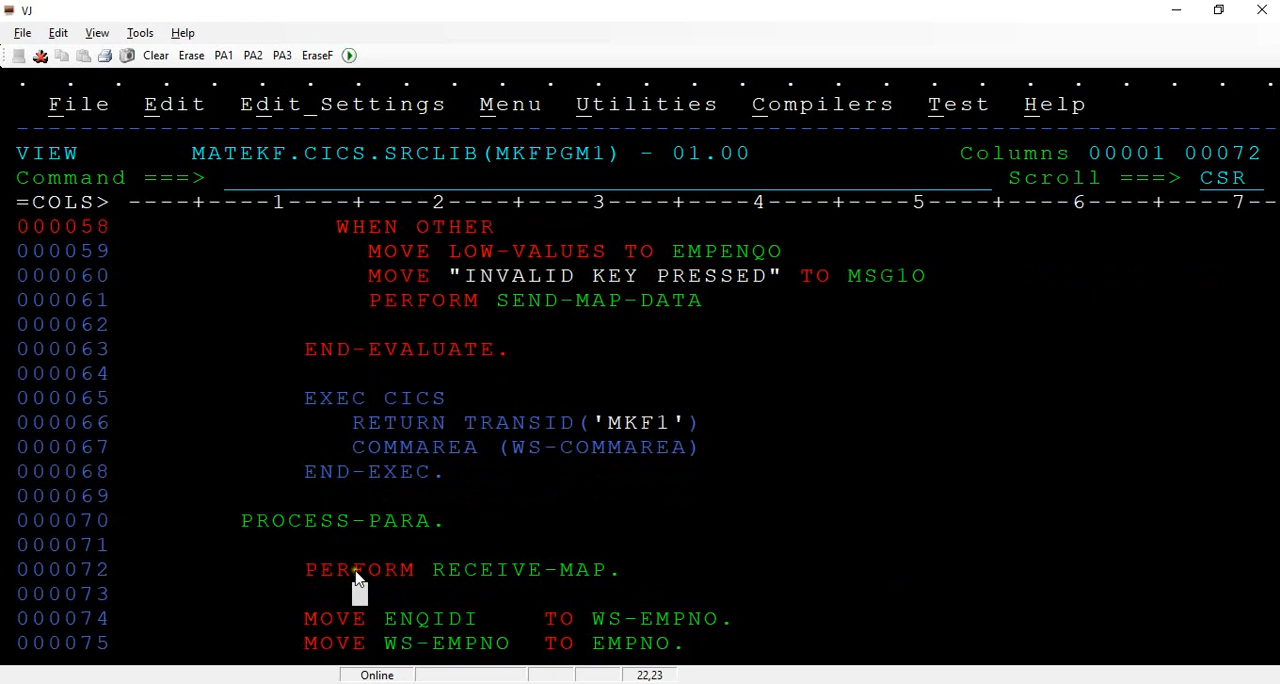 VJ
File Edit View Tools Help
Clear Erase PA1 PA2 PA3 EraseF
File Edit Edit_Settings Menu Utilities Compilers Test Help
VIEW MATEKF.CICS.SRCLIB(MKFPGM1) - 01.00 Columns 00001 00072
Command ===> Scroll ===> CSR
=COLS> ----+----1----+----2----+----3----+----4----+----5----+----6----+----7--
000058 WHEN OTHER
000059 MOVE LOW-VALUES TO EMPENQO
000060 MOVE "INVALID KEY PRESSED" TO MSG1O
000061 PERFORM SEND-MAP-DATA
000062
000063 END-EVALUATE.
000064
000065 EXEC CICS
000066 RETURN TRANSID('MKF1')
000067 COMMAREA (WS-COMMAREA)
000068 END-EXEC.
000069
000070 PROCESS-PARA.
000071
000072 PERFORM RECEIVE-MAP.
000073
000074 MOVE ENQIDI TO WS-EMPNO.
000075 MOVE WS-EMPNO TO EMPNO.
Online 22,23